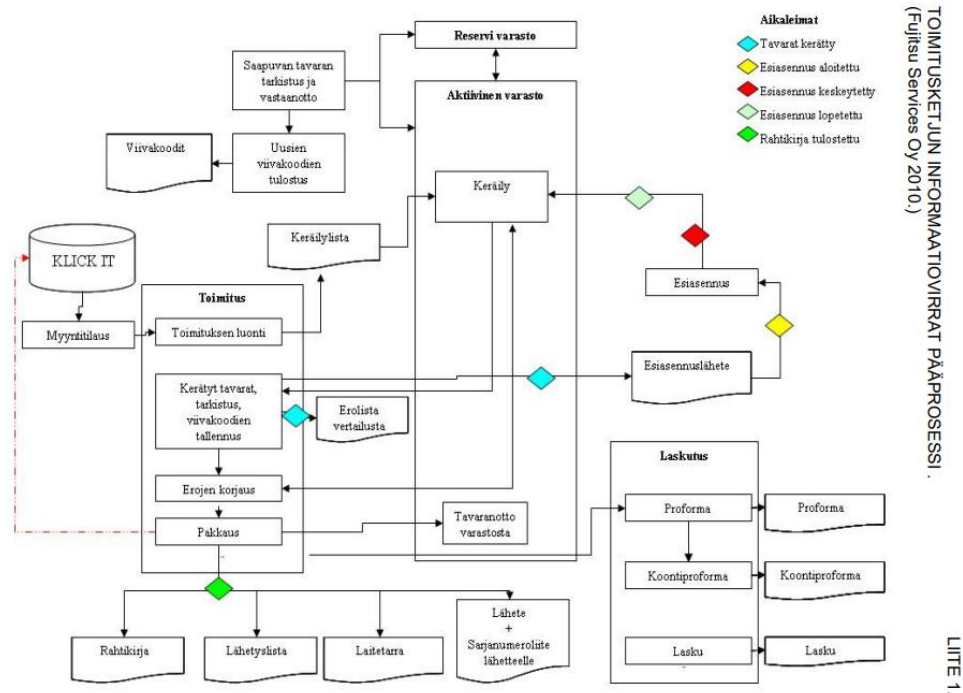 TOIMITUSKETJUN INFORMAATIOVIRRAT PÄÄPROSESSI .
(Fujitsu Services Oy 2010.)
LIITE 1.
Aikaleimat
Tavarat kerätty
Esiasennus aloitettu
Esiasennus keskeytetty
Esiasennus lopetettu
Rahtikirja tulostettu
Reservi varasto
Saapuvan tavaran
tarkistus ja
vastaanotto
Aktiivinen varasto
Viivakoodit
Uusien
viivakoodien
tulostus
Keräily
Keräilylista
KLICK IT
Esiasennus
Toimitus
Myyntitilaus
Toimituksen luonti
Esiasennuslähete
Kerätyt tavarat,
tarkistus,
viivakoodien
tallennus
Erolista
vertailusta
Laskutus
Erojen korjaus
Proforma
Proforma
Pakkaus
Tavaranotto
varastosta
Koontiproforma
Koontiproforma
Rahtikirja
Lähetyslista
Laitetarra
Lähete
+
Sarjanumeroliite
lähetteelle
Lasku
Lasku